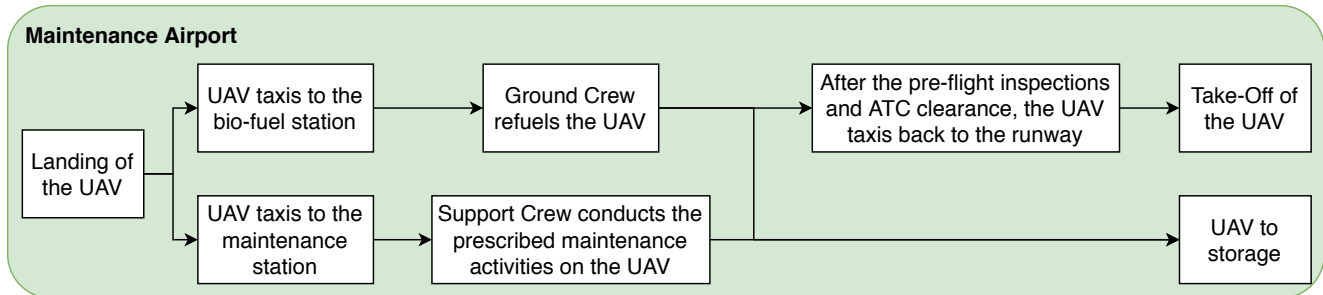 Maintenance Airport
Landing of
the UAV
UAV taxis to the
bio-fuel station
Ground Crew
refuels the UAV
After the pre-flight inspections
and ATC clearance, the UAV
taxis back to the runway
Take-Off of
the UAV
UAV taxis to the
maintenance
station
Support Crew conducts the
prescribed maintenance
activities on the UAV
UAV to
storage